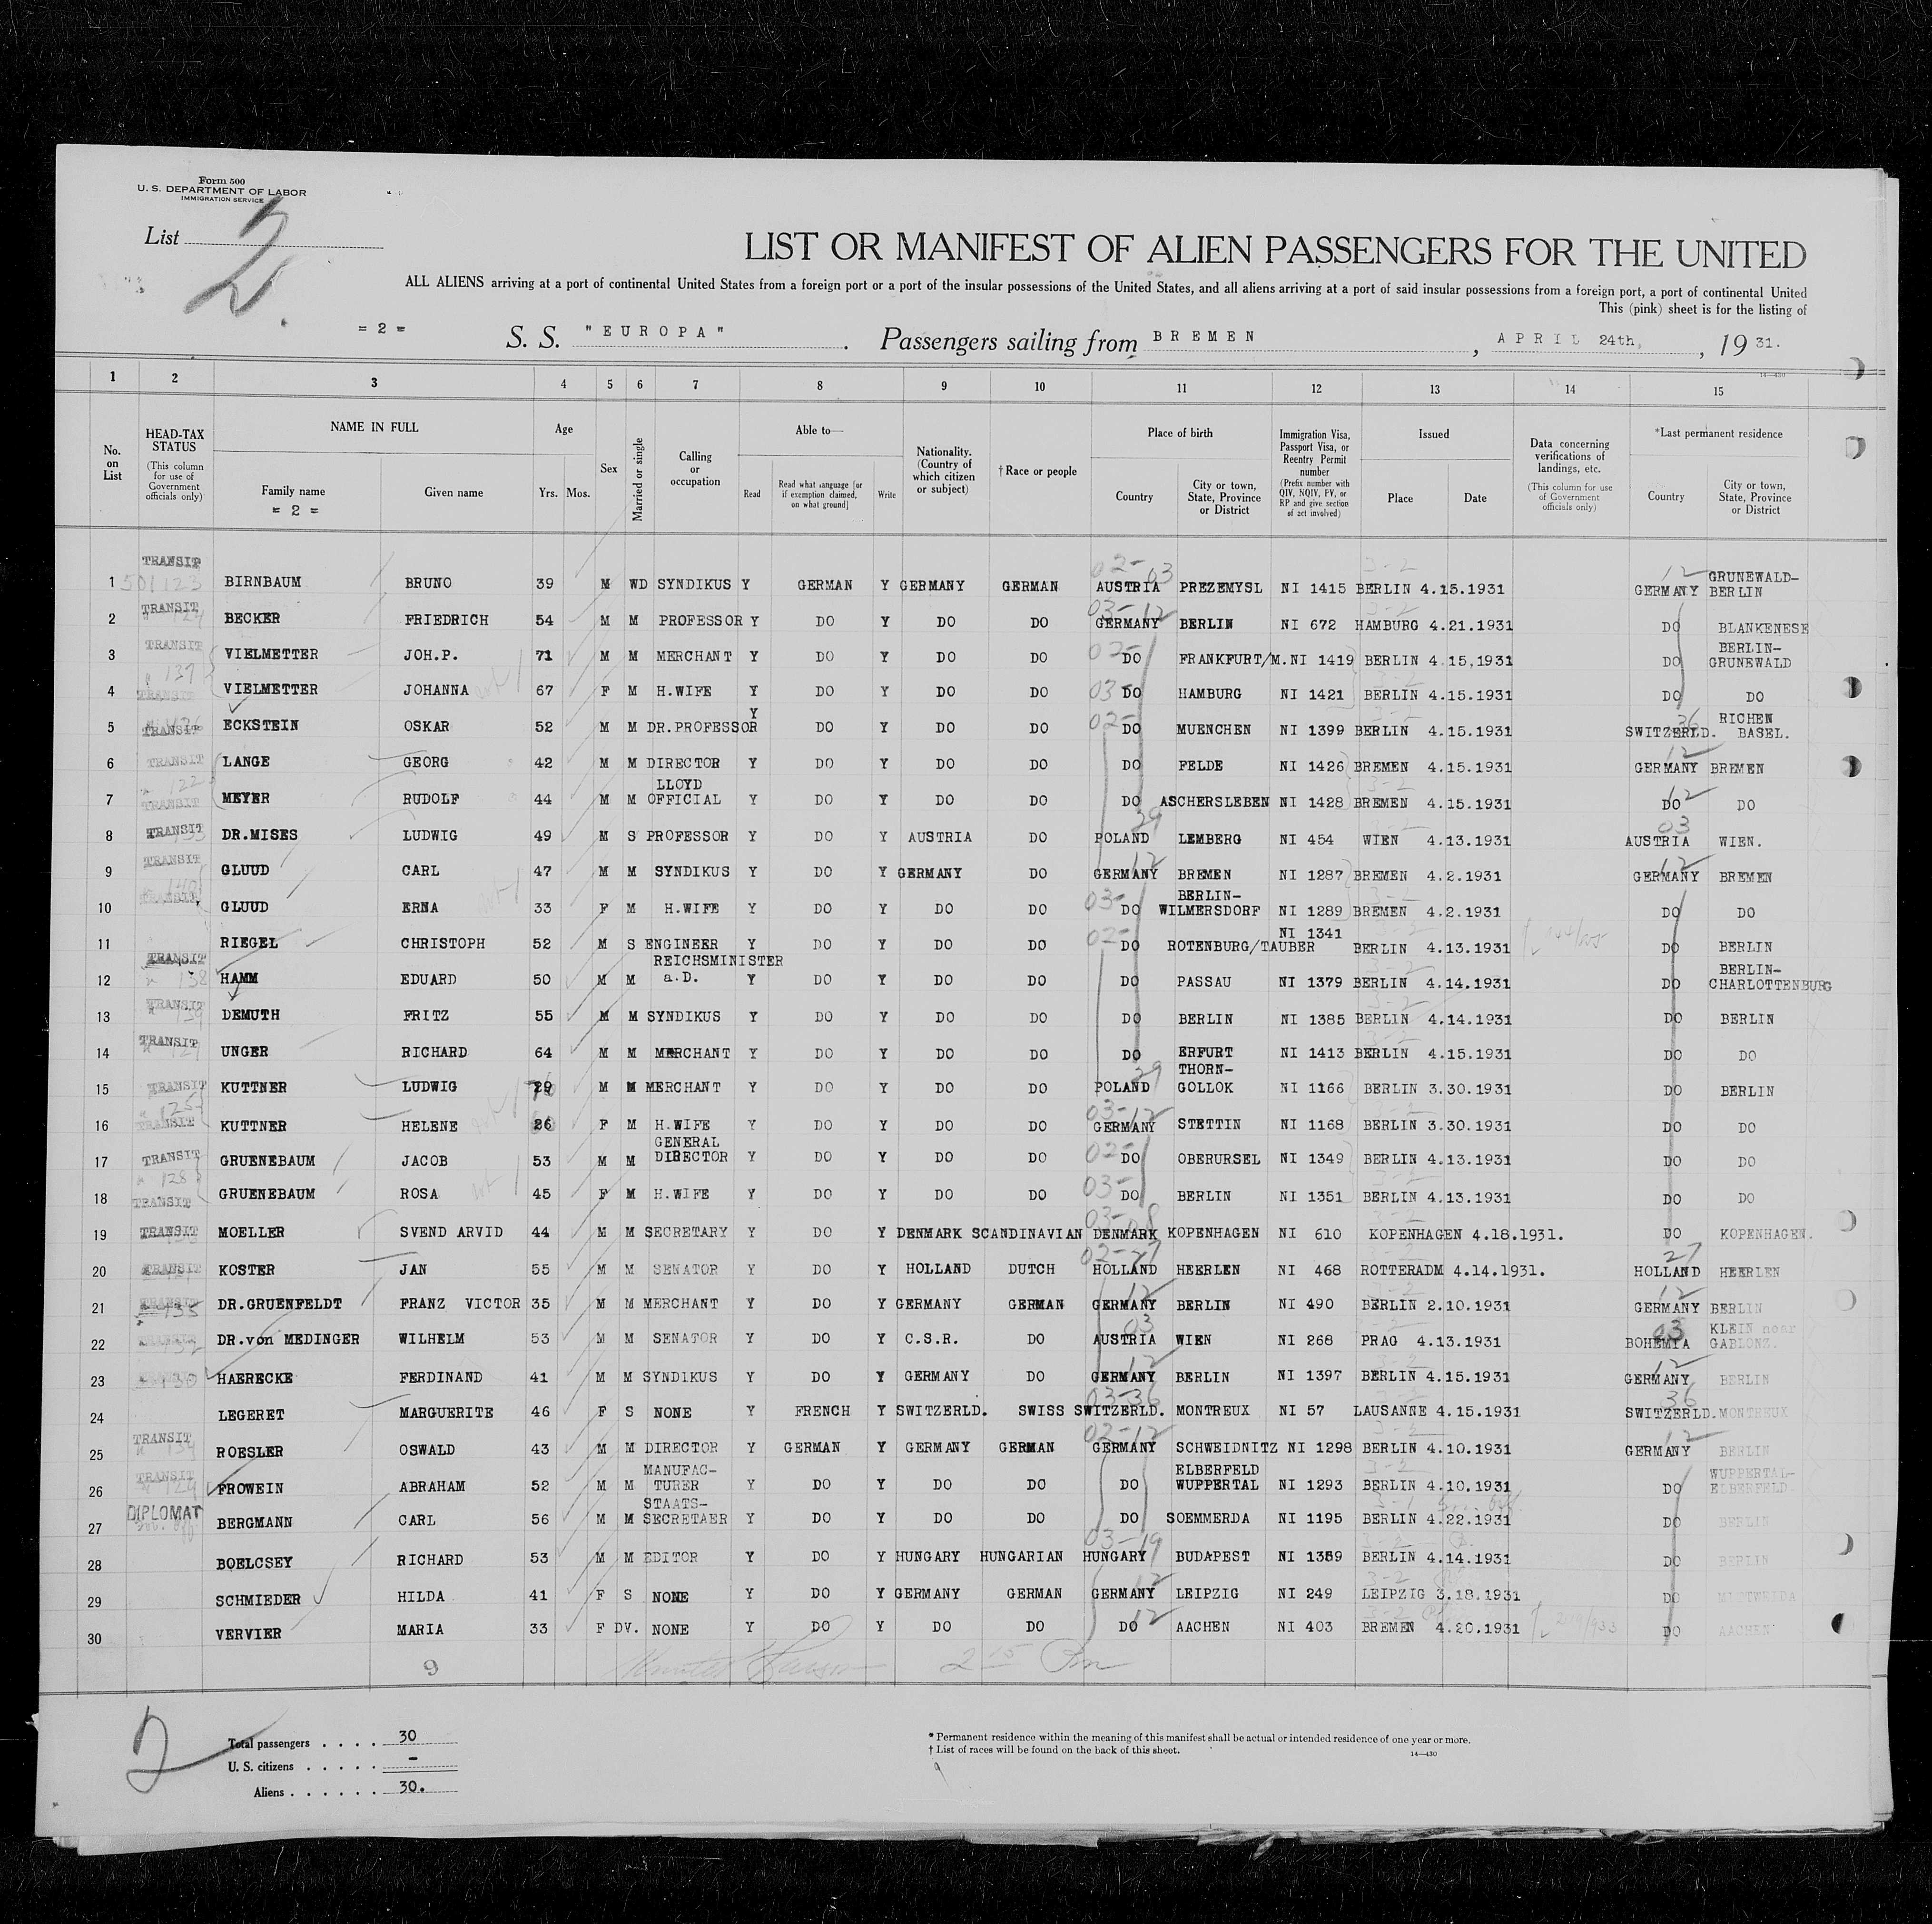 Form 500
U. S. DEPARTMENT OF LABOR
IMMIGRATION SERVICE
List 2
LIST OR MANIFEST OF ALIEN PASSENGERS FOR THE UNITED
ALL ALIENS arriving at a port of continental United States from a foreign port or a port of the insular possessions of the United States, and all aliens arriving at a port of said insular possessions from a foreign port, a port of continental United
This (pink) sheet is for the listing of
= 2 = S. S. "EUROPA" . Passengers sailing from BREMEN , APRIL 24th, , 19 31.
14—430
1 2 3 4 5 6 7 8 9 10 11 12 13 14 15
No. on List
HEAD-TAX STATUS (This column for use of Government officials only)
NAME IN FULL
Family name
= 2 =
Given name
Age
Yrs. Mos.
Sex
Married or single
Calling or occupation
Able to—
Read
Read what language [or if exemption claimed, on what ground]
Write
Nationality. (Country of which citizen or subject)
†Race or people
Place of birth
Country
City or town, State, Province or District
Immigration Visa, Passport Visa, or Reentry Permit number (Prefix number with QIV, NQIV, PV, or RP and give section of act involved)
Issued
Place
Date
Data concerning verifications of landings, etc. (This column for use of Government officials only)
*Last permanent residence
Country
City or town, State, Province or District
1 TRANSIT BIRNBAUM BRUNO 39 M WD SYNDIKUS Y GERMAN Y GERMANY GERMAN AUSTRIA PREZEMYSL NI 1415 BERLIN 4.15.1931 GERMANY GRUNEWALD-BERLIN
2 TRANSIT BECKER FRIEDRICH 54 M M PROFESSOR Y DO Y DO DO GERMANY BERLIN NI 672 HAMBURG 4.21.1931 DO BLANKENESE
3 TRANSIT VIELMETTER JOH.P. 71 M M MERCHANT Y DO Y DO DO DO FRANKFURT/M. NI 1419 BERLIN 4.15.1931 DO BERLIN-GRUNEWALD
4 TRANSIT VIELMETTER JOHANNA 67 F M H.WIFE Y DO Y DO DO DO HAMBURG NI 1421 BERLIN 4.15.1931 DO DO
5 TRANSIT ECKSTEIN OSKAR 52 M M DR.PROFESSOR Y DO Y DO DO DO MUENCHEN NI 1399 BERLIN 4.15.1931 SWITZERLD. RICHEN BASEL.
6 TRANSIT LANGE GEORG 42 M M DIRECTOR Y DO Y DO DO DO FELDE NI 1426 BREMEN 4.15.1931 GERMANY BREMEN
7 TRANSIT MEYER RUDOLF 44 M M LLOYD OFFICIAL Y DO Y DO DO DO ASCHERSLEBEN NI 1428 BREMEN 4.15.1931 DO DO
8 TRANSIT DR.MISES LUDWIG 49 M S PROFESSOR Y DO Y AUSTRIA DO POLAND LEMBERG NI 454 WIEN 4.13.1931 AUSTRIA WIEN.
9 TRANSIT GLUUD CARL 47 M M SYNDIKUS Y DO Y GERMANY DO GERMANY BREMEN NI 1287 BREMEN 4.2.1931 GERMANY BREMEN
10 TRANSIT GLUUD ERNA 33 F M H.WIFE Y DO Y DO DO DO BERLIN-WILMERSDORF NI 1289 BREMEN 4.2.1931 DO DO
11 RIEGEL CHRISTOPH 52 M S ENGINEER Y DO Y DO DO DO ROTENBURG/TAUBER NI 1341 BERLIN 4.13.1931 DO BERLIN
12 TRANSIT HAMM EDUARD 50 M M REICHSMINISTER a.D. Y DO Y DO DO DO PASSAU NI 1379 BERLIN 4.14.1931 DO BERLIN-CHARLOTTENBURG
13 TRANSIT DEMUTH FRITZ 55 M M SYNDIKUS Y DO Y DO DO DO BERLIN NI 1385 BERLIN 4.14.1931 DO BERLIN
14 TRANSIT UNGER RICHARD 64 M M MERCHANT Y DO Y DO DO DO ERFURT NI 1413 BERLIN 4.15.1931 DO DO
15 TRANSIT KUTTNER LUDWIG M M MERCHANT Y DO Y DO DO POLAND THORN-GOLLOK NI 1166 BERLIN 3.30.1931 DO BERLIN
16 TRANSIT KUTTNER HELENE F M H.WIFE Y DO Y DO DO GERMANY STETTIN NI 1168 BERLIN 3.30.1931 DO DO
17 TRANSIT GRUENEBAUM JACOB 53 M M GENERAL DIRECTOR Y DO Y DO DO DO OBERURSEL NI 1349 BERLIN 4.13.1931 DO DO
18 TRANSIT GRUENEBAUM ROSA 45 F M H.WIFE Y DO Y DO DO DO BERLIN NI 1351 BERLIN 4.13.1931 DO DO
19 TRANSIT MOELLER SVEND ARVID 44 M M SECRETARY Y DO Y DENMARK SCANDINAVIAN DENMARK KOPENHAGEN NI 610 KOPENHAGEN 4.18.1931. DO KOPENHAGEN.
20 TRANSIT KOSTER JAN 55 M M SENATOR Y DO Y HOLLAND DUTCH HOLLAND HEERLEN NI 468 ROTTERADM 4.14.1931. HOLLAND HEERLEN
21 TRANSIT DR.GRUENFELDT FRANZ VICTOR 35 M M MERCHANT Y DO Y GERMANY GERMAN GERMANY BERLIN NI 490 BERLIN 2.10.1931 GERMANY BERLIN
22 TRANSIT DR.von MEDINGER WILHELM 53 M M SENATOR Y DO Y C.S.R. DO AUSTRIA WIEN NI 268 PRAG 4.13.1931 BOHEMIA KLEIN near GABLONZ.
23 HAERECKE FERDINAND 41 M M SYNDIKUS Y DO Y GERMANY DO GERMANY BERLIN NI 1397 BERLIN 4.15.1931 GERMANY BERLIN
24 LEGERET MARGUERITE 46 F S NONE Y FRENCH Y SWITZERLD. SWISS SWITZERLD. MONTREUX NI 57 LAUSANNE 4.15.1931 SWITZERLD. MONTREUX
25 TRANSIT ROESLER OSWALD 43 M M DIRECTOR Y GERMAN Y GERMANY GERMAN GERMANY SCHWEIDNITZ NI 1298 BERLIN 4.10.1931 GERMANY BERLIN
26 TRANSIT FROWEIN ABRAHAM 52 M M MANUFAC-TURER Y DO Y DO DO DO ELBERFELD WUPPERTAL NI 1293 BERLIN 4.10.1931 DO WUPPERTAL-ELBERFELD.
27 DIPLOMAT BERGMANN CARL 56 M M STAATS-SECRETAER Y DO Y DO DO DO SOEMMERDA NI 1195 BERLIN 4.22.1931 DO BERLIN
28 BOELCSEY RICHARD 53 M M EDITOR Y DO Y HUNGARY HUNGARIAN HUNGARY BUDAPEST NI 1389 BERLIN 4.14.1931 DO BERLIN
29 SCHMIEDER HILDA 41 F S NONE Y DO Y GERMANY GERMAN GERMANY LEIPZIG NI 249 LEIPZIG 3.18.1931 DO MITTWEIDA
30 VERVIER MARIA 33 F DV. NONE Y DO Y DO DO DO AACHEN NI 403 BREMEN 4.20.1931 DO AACHEN
9 2 15 Pm
2
Total passengers . . . . 30
U. S. citizens . . . . . -
Aliens . . . . . . 30.
* Permanent residence within the meaning of this manifest shall be actual or intended residence of one year or more.
† List of races will be found on the back of this sheet.
14—430